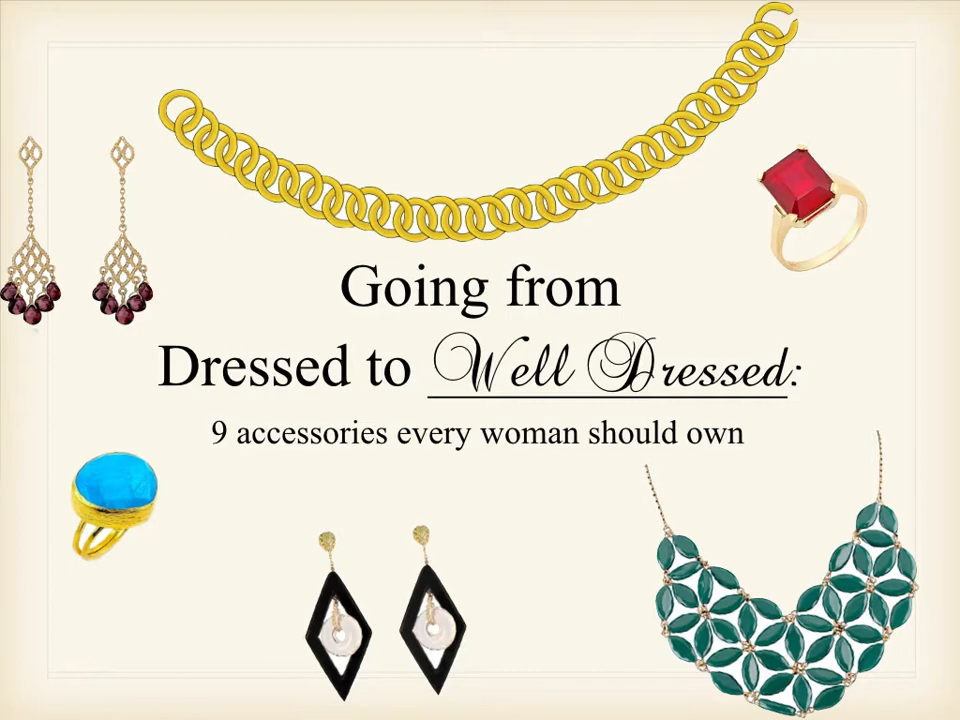 Going from
Dressed to Well Dressed:
9 accessories every woman should own